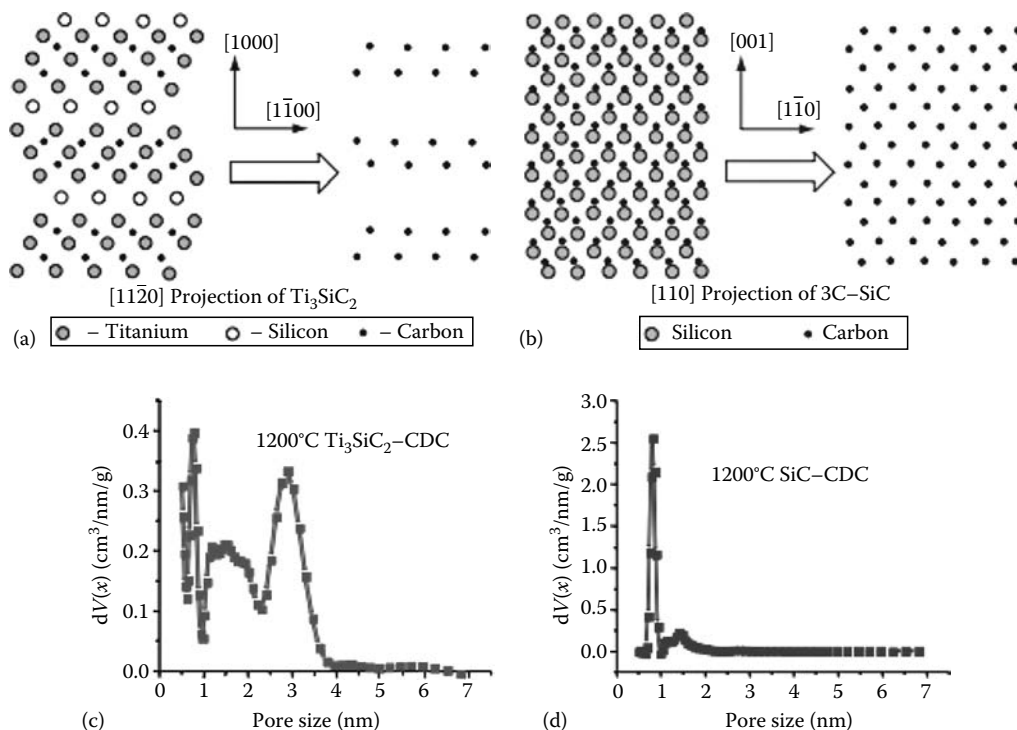 [1000]
[11̅00]
[112̅0] Projection of Ti₃SiC₂
(a)
– Titanium – Silicon – Carbon
[001]
[11̅0]
[110] Projection of 3C–SiC
(b)
Silicon Carbon
0.4
0.3
0.2
0.1
0.0
dV(x) (cm³/nm/g)
1200°C Ti₃SiC₂–CDC
0 1 2 3 4 5 6 7
(c)
Pore size (nm)
3.0
2.5
2.0
1.5
1.0
0.5
0.0
dV(x) (cm³/nm/g)
1200°C SiC–CDC
0 1 2 3 4 5 6 7
(d)
Pore size (nm)